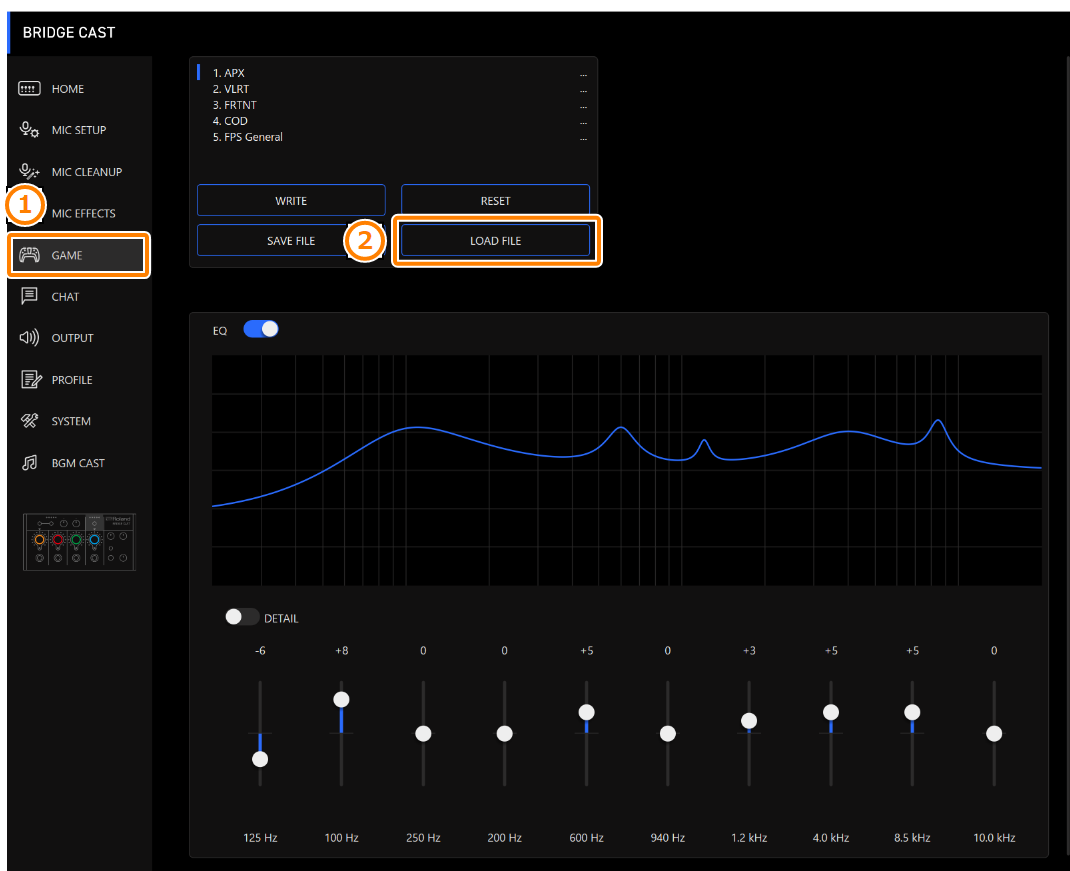 BRIDGE CAST
HOME
MIC SETUP
MIC CLEANUP
1
MIC EFFECTS
GAME
CHAT
OUTPUT
PROFILE
SYSTEM
BGM CAST
1. APX ...
2. VLRT ...
3. FRTNT ...
4. COD ...
5. FPS General ...
WRITE RESET
SAVE FILE 2 LOAD FILE
EQ
DETAIL
-6 +8 0 0 +5 0 +3 +5 +5 0
125 Hz 100 Hz 250 Hz 200 Hz 600 Hz 940 Hz 1.2 kHz 4.0 kHz 8.5 kHz 10.0 kHz